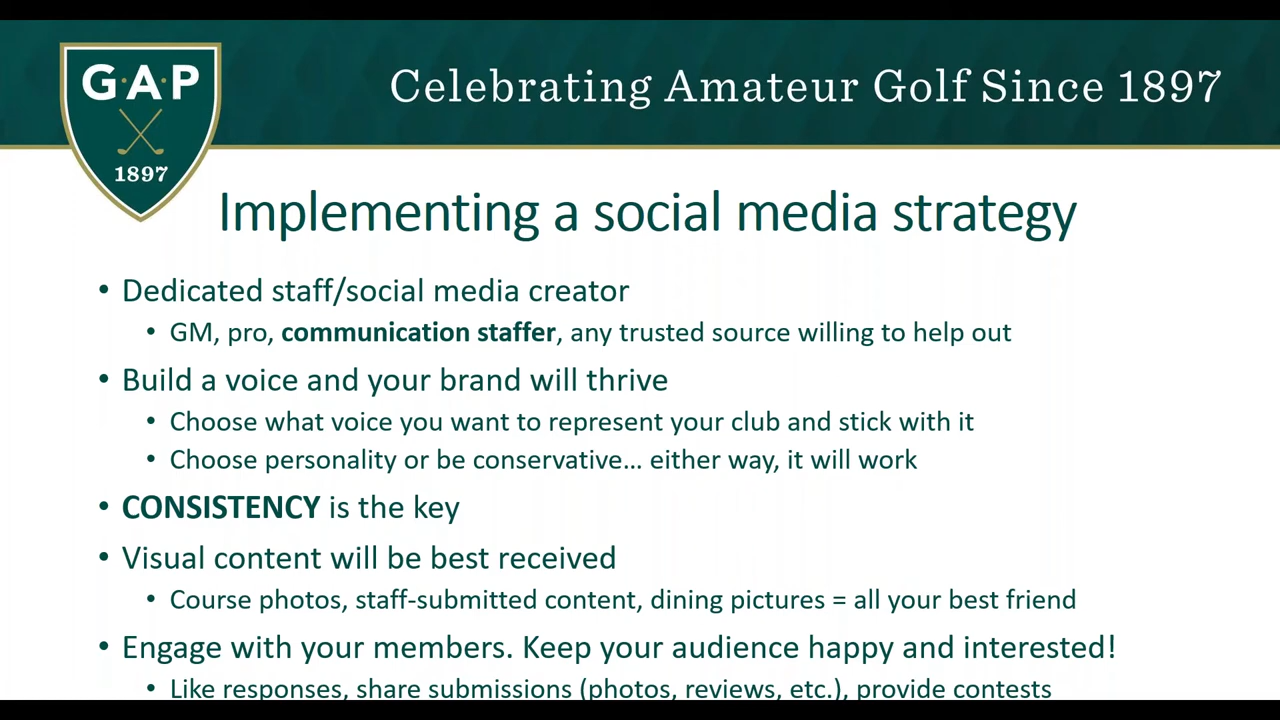 G·A·P
1897
Celebrating Amateur Golf Since 1897
Implementing a social media strategy
• Dedicated staff/social media creator
• GM, pro, communication staffer, any trusted source willing to help out
• Build a voice and your brand will thrive
• Choose what voice you want to represent your club and stick with it
• Choose personality or be conservative... either way, it will work
• CONSISTENCY is the key
• Visual content will be best received
• Course photos, staff-submitted content, dining pictures = all your best friend
• Engage with your members. Keep your audience happy and interested!
• Like responses, share submissions (photos, reviews, etc.), provide contests